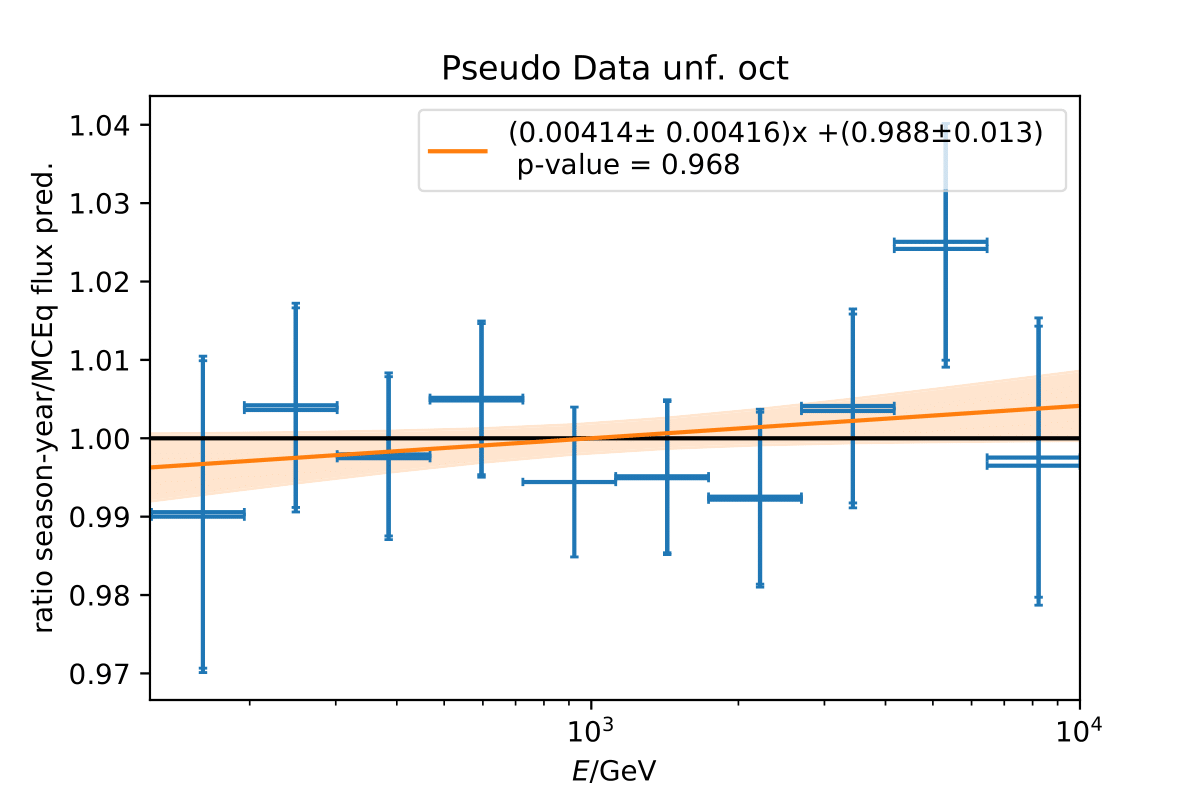 Pseudo Data unf. oct
(0.00414± 0.00416)x +(0.988±0.013)
p-value = 0.968
ratio season-year/MCEq flux pred.
1.04
1.03
1.02
1.01
1.00
0.99
0.98
0.97
10³
10⁴
E/GeV